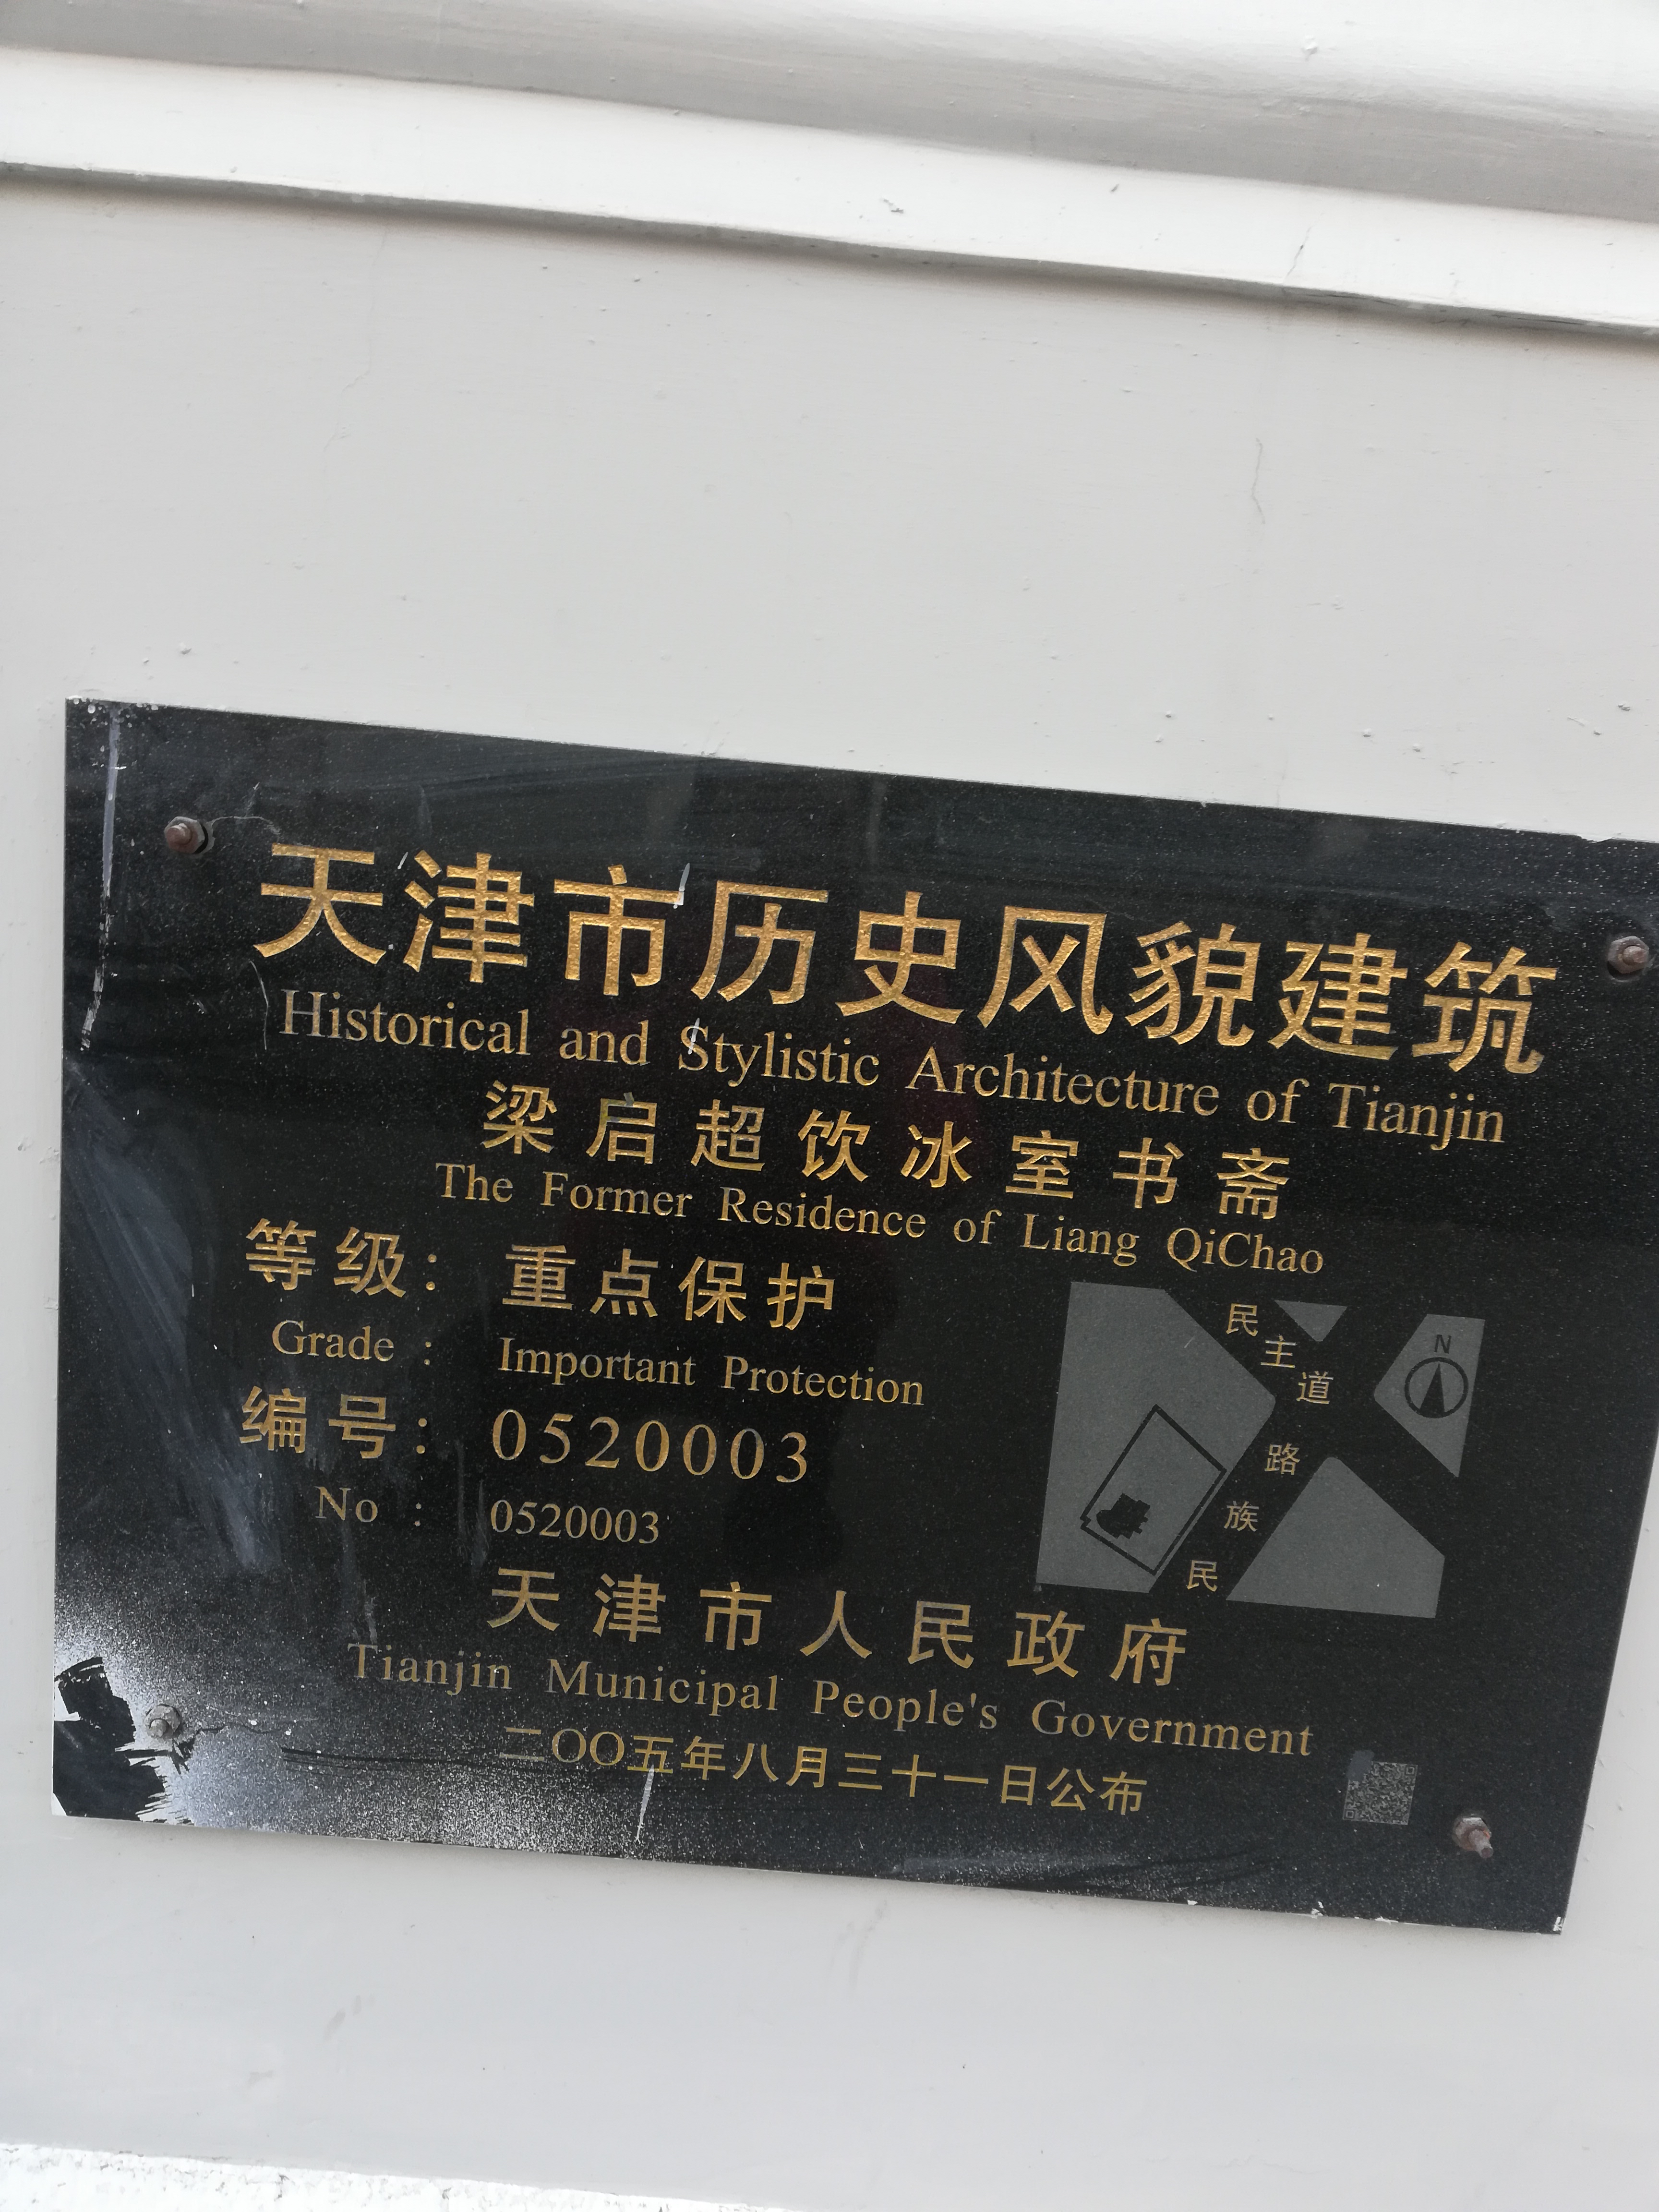 天津市历史风貌建筑
Historical and Stylistic Architecture of Tianjin
梁启超饮冰室书斋
The Former Residence of Liang QiChao
等级：重点保护
Grade : Important Protection
编号：0520003
No : 0520003
民主道
N
民族路
天津市人民政府
Tianjin Municipal People's Government
二〇〇五年八月三十一日公布